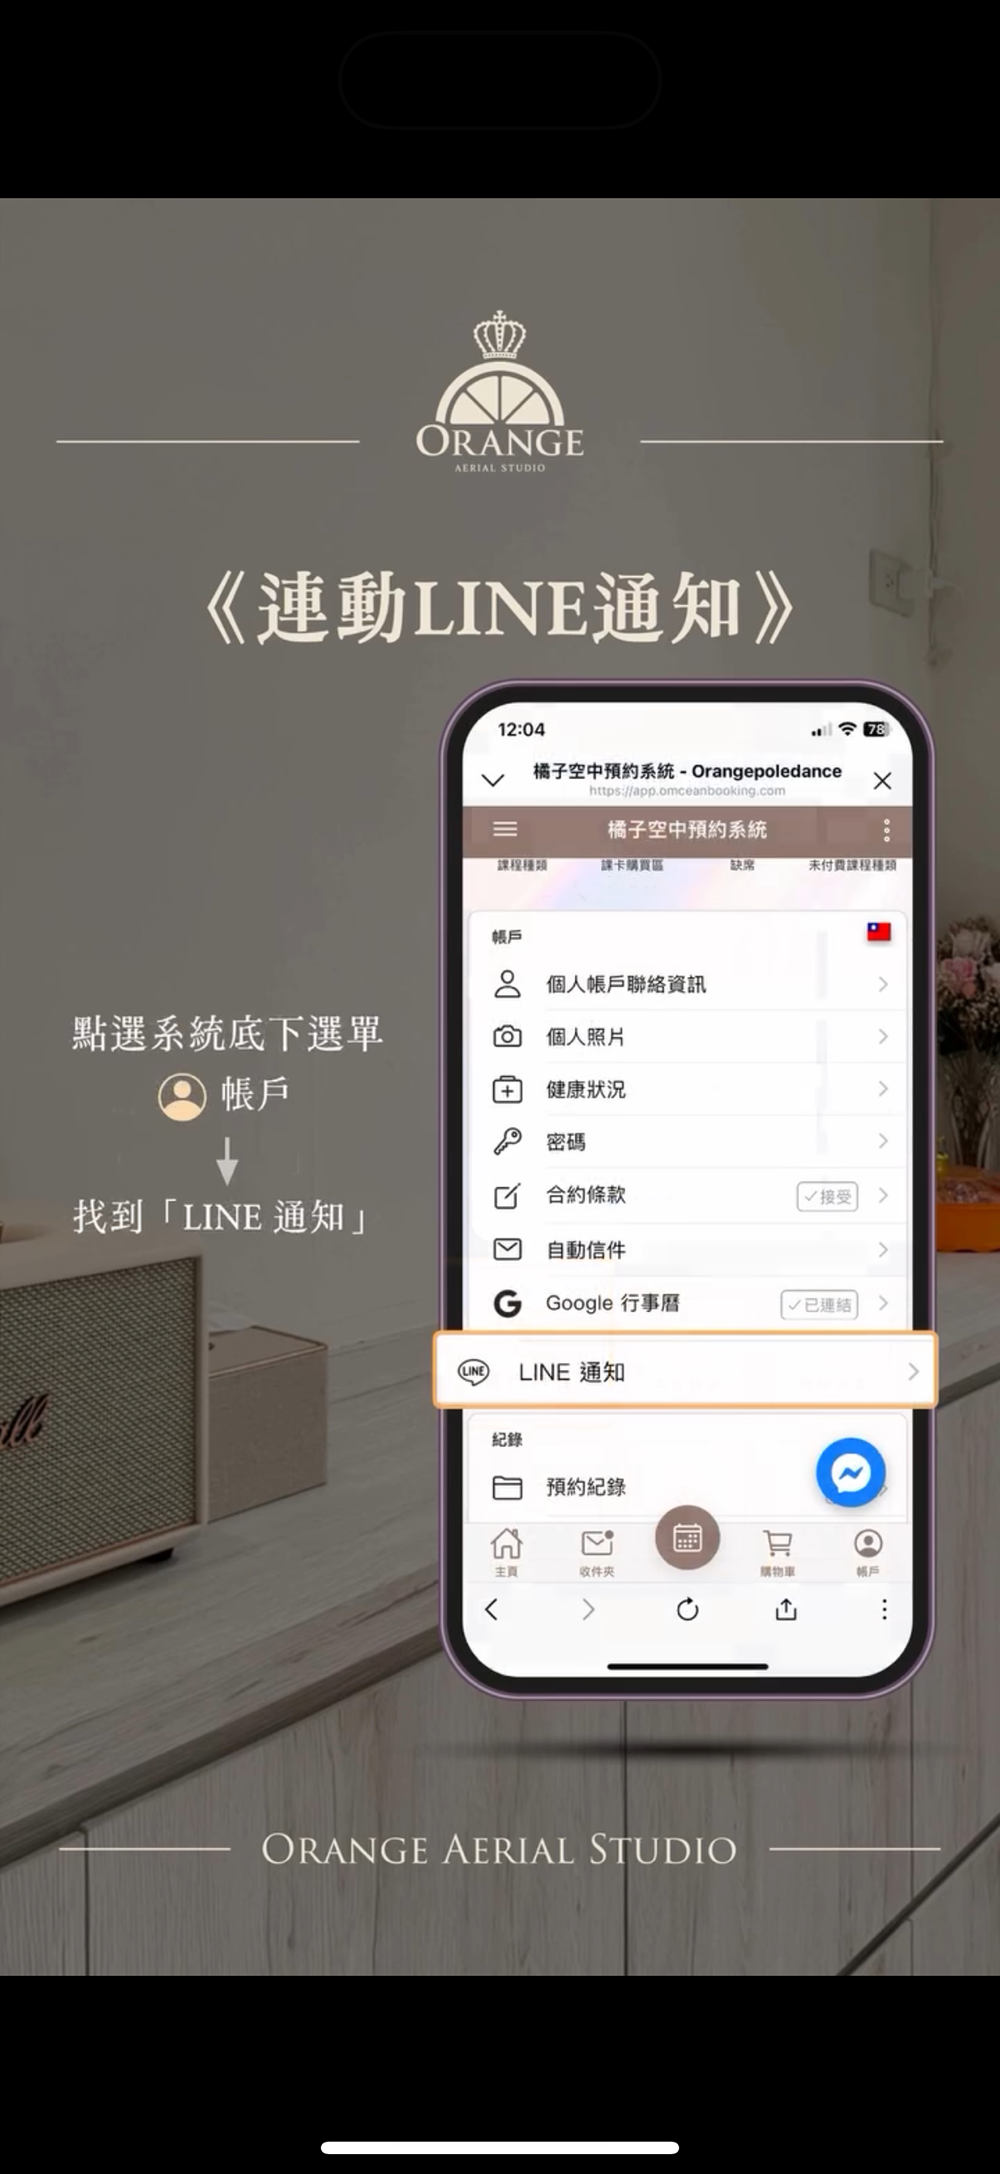 ORANGE
AERIAL STUDIO
《連動LINE通知》
點選系統底下選單
帳戶
找到「LINE 通知」
12:04
78
橘子空中預約系統 - Orangepoledance
https://app.omceanbooking.com
橘子空中預約系統
課程種類 課卡購買區 缺席 未付費課程種類
帳戶
個人帳戶聯絡資訊
個人照片
健康狀況
密碼
合約條款 ✓接受
自動信件
G Google 行事曆 ✓已連結
LINE LINE 通知
紀錄
預約紀錄
主頁 收件夾 購物車 帳戶
ORANGE AERIAL STUDIO